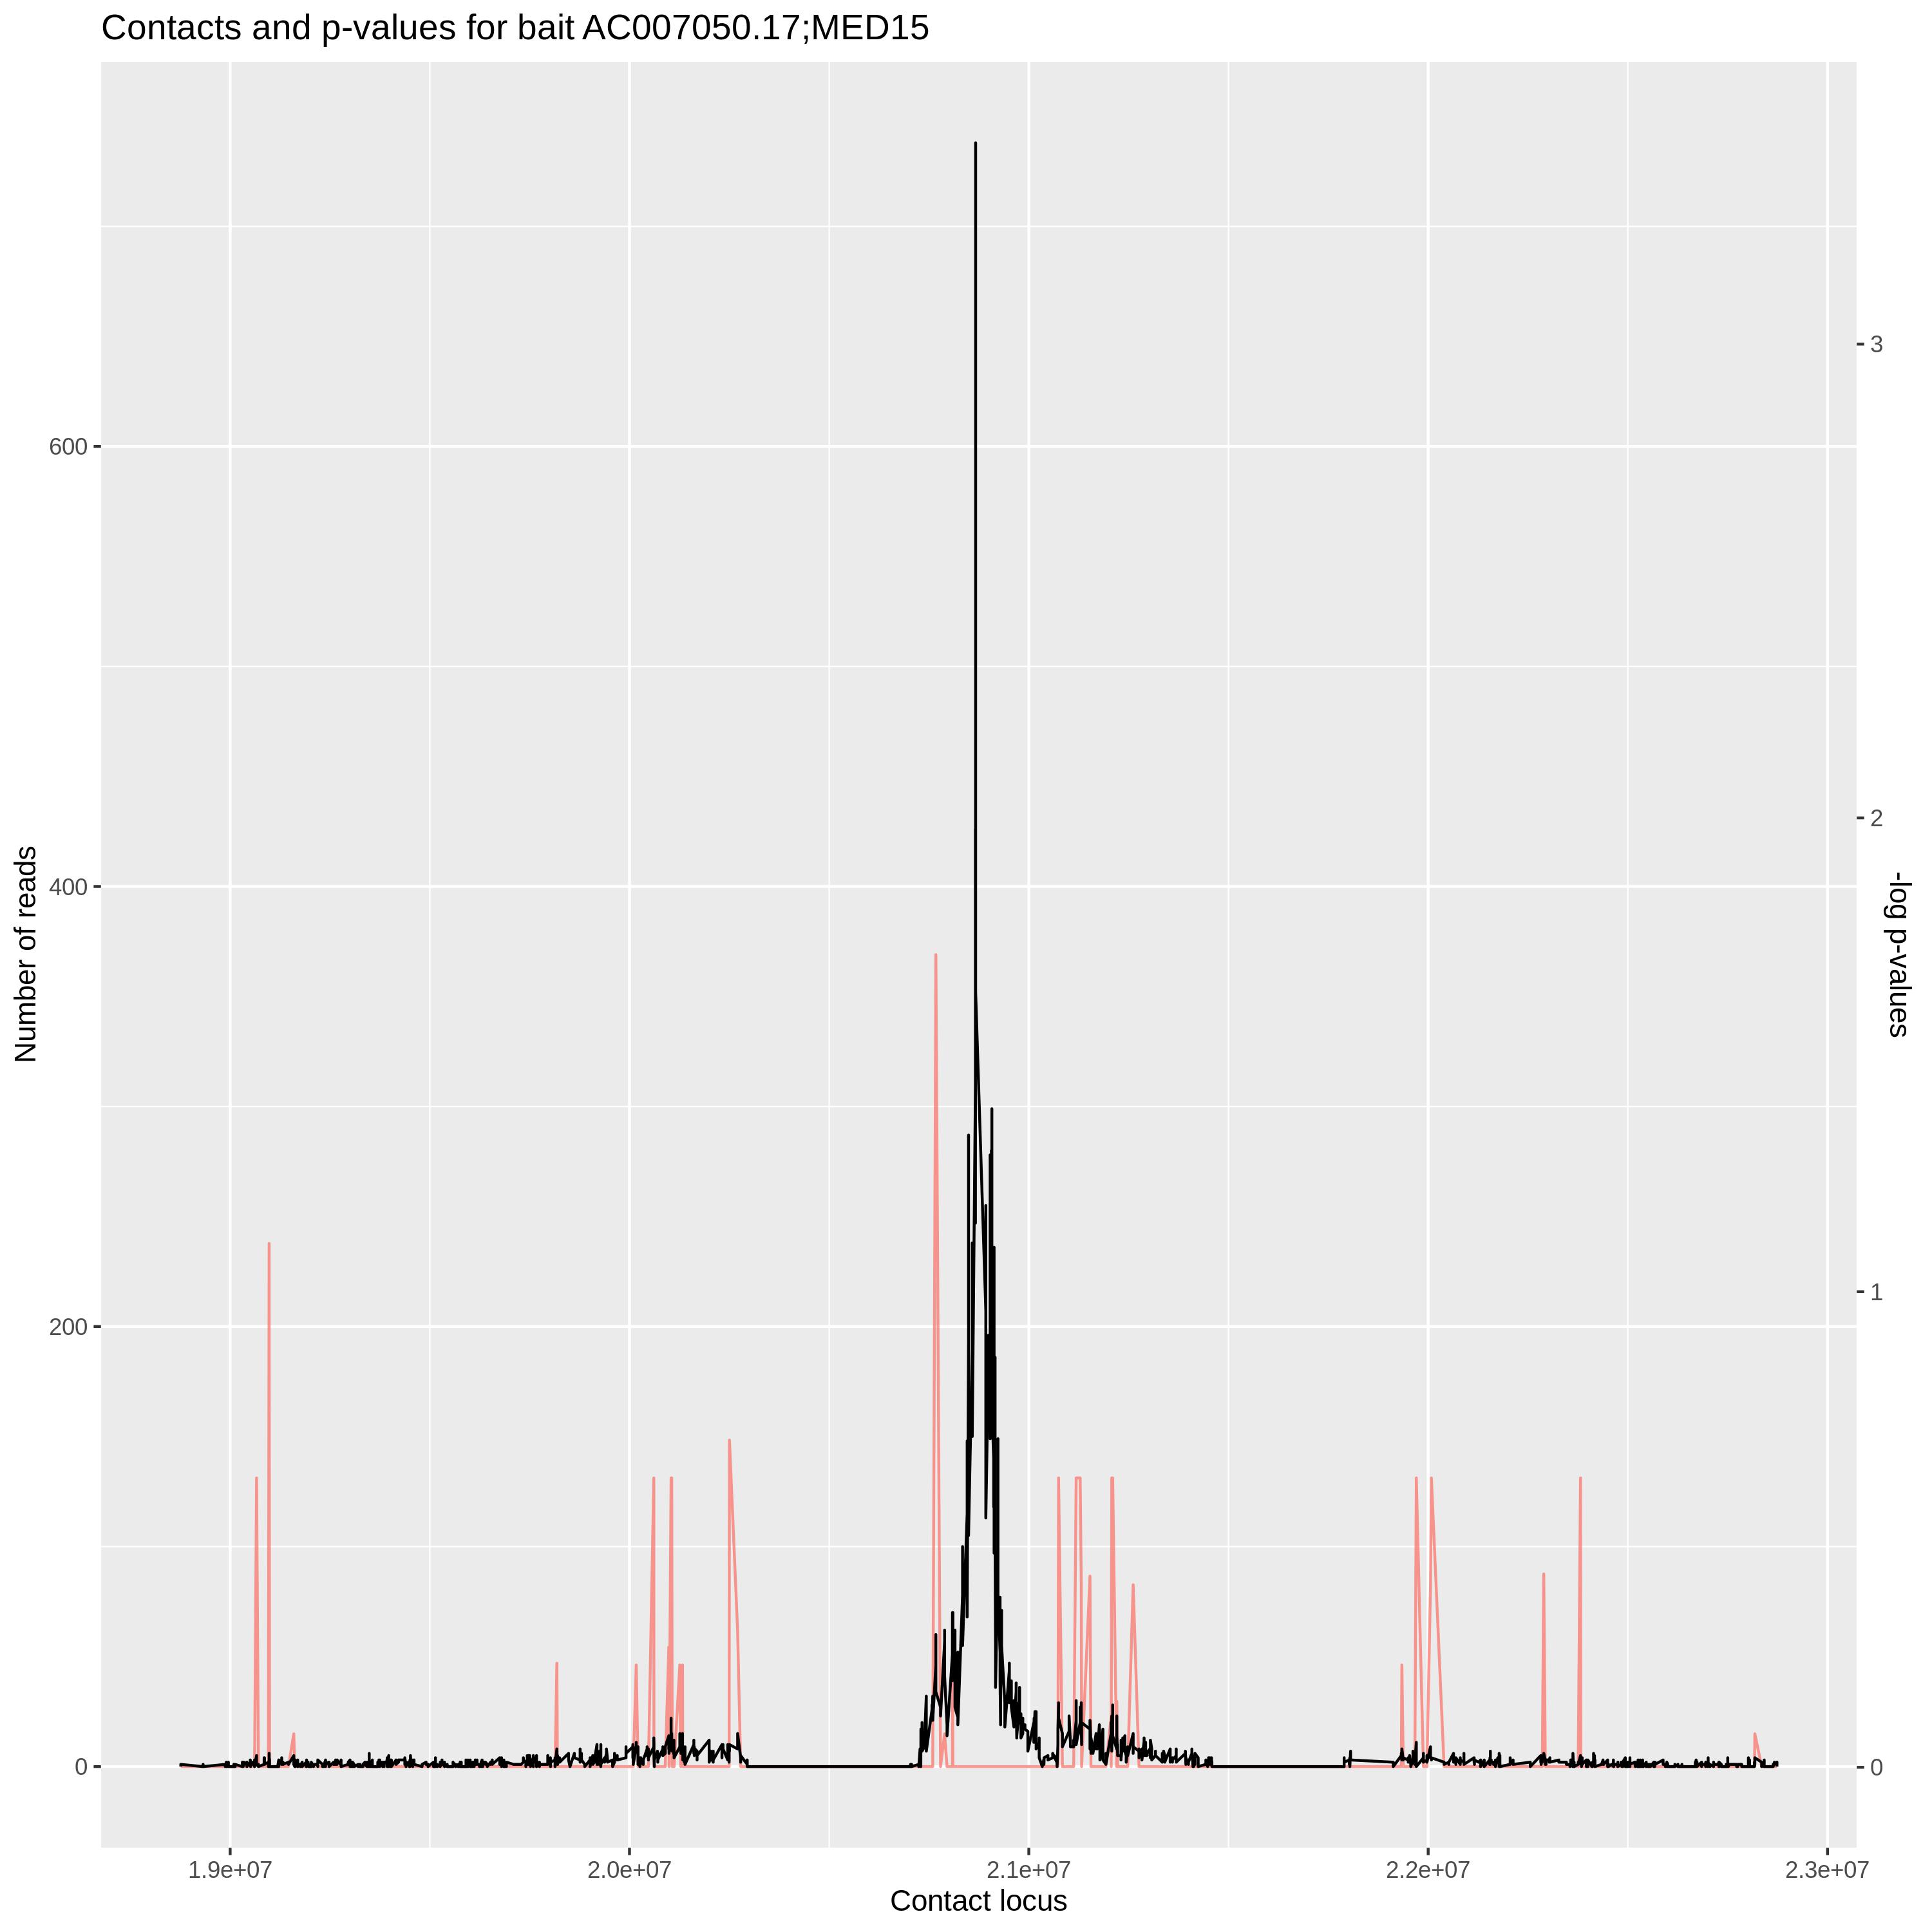 Contacts and p-values for bait AC007050.17;MED15
Number of reads
600
400
200
0
3
2
1
0
-log p-values
1.9e+07
2.0e+07
2.1e+07
2.2e+07
2.3e+07
Contact locus